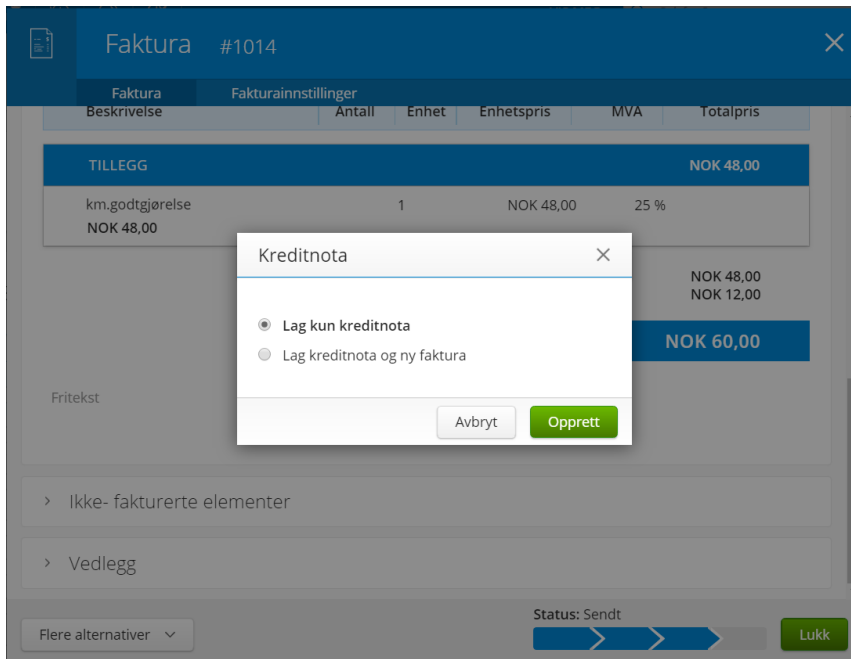 Faktura #1014
Faktura Fakturainnstillinger
Beskrivelse Antall Enhet Enhetspris MVA Totalpris
TILLEGG NOK 48,00
km.godtgjørelse 1 NOK 48,00 25 %
NOK 48,00
Kreditnota
NOK 48,00
NOK 12,00
Lag kun kreditnota
NOK 60,00
Lag kreditnota og ny faktura
Fritekst
Avbryt Opprett
Ikke- fakturerte elementer
Vedlegg
Status: Sendt
Flere alternativer Lukk